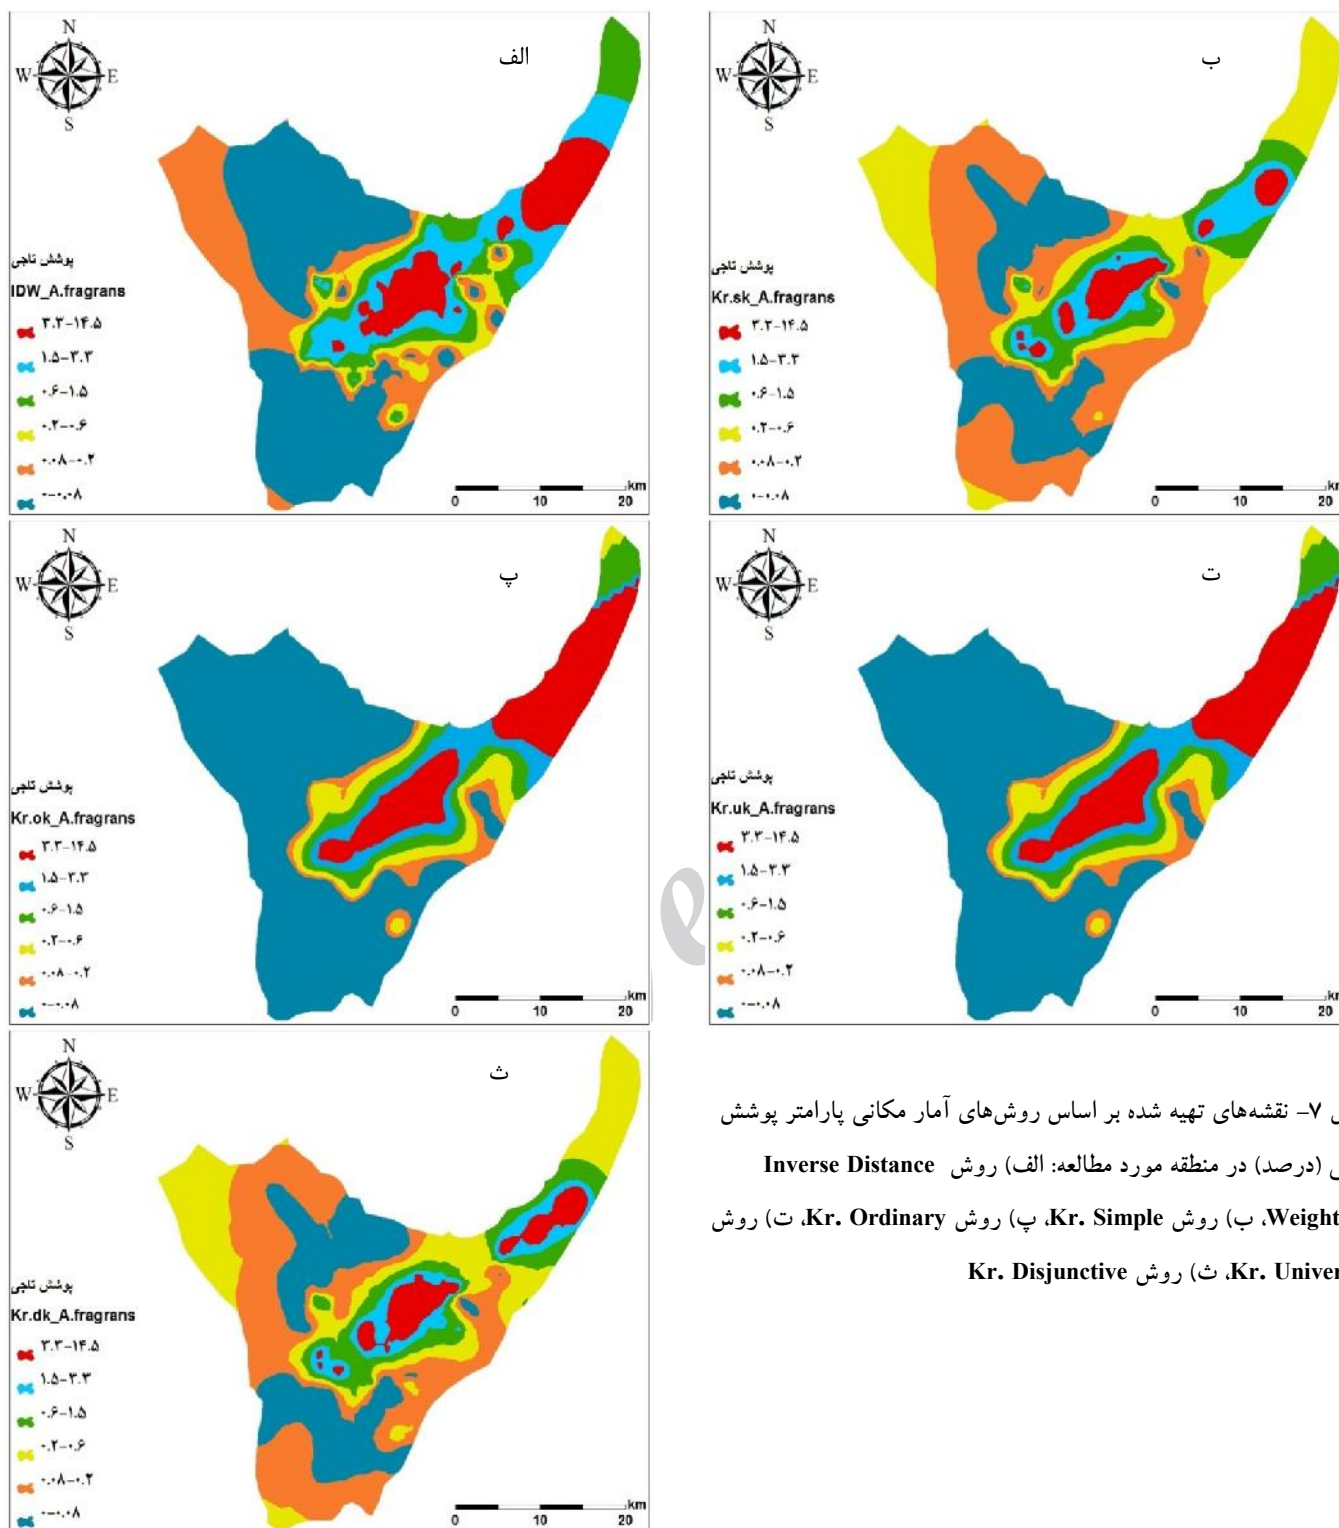 N
W E
S
الف
پوشش تاجی
IDW_A.fragrans
۳.۳-۱۴.۵
۱.۵-۳.۳
۰.۶-۱.۵
۰.۲-۰.۶
۰.۰۸-۰.۲
۰-۰.۰۸
km
0 10 20
N
W E
S
ب
پوشش تاجی
Kr.sk_A.fragrans
۳.۳-۱۴.۵
۱.۵-۳.۳
۰.۶-۱.۵
۰.۲-۰.۶
۰.۰۸-۰.۲
۰-۰.۰۸
0 10 20
N
W E
S
پ
پوشش تاجی
Kr.ok_A.fragrans
۳.۳-۱۴.۵
۱.۵-۳.۳
۰.۶-۱.۵
۰.۲-۰.۶
۰.۰۸-۰.۲
۰-۰.۰۸
km
0 10 20
N
W E
S
ت
پوشش تاجی
Kr.uk_A.fragrans
۳.۳-۱۴.۵
۱.۵-۳.۳
۰.۶-۱.۵
۰.۲-۰.۶
۰.۰۸-۰.۲
۰-۰.۰۸
0 10 20
N
W E
S
ث
پوشش تاجی
Kr.dk_A.fragrans
۳.۳-۱۴.۵
۱.۵-۳.۳
۰.۶-۱.۵
۰.۲-۰.۶
۰.۰۸-۰.۲
۰-۰.۰۸
km
0 10 20
۷- نقشه‌های تهیه شده بر اساس روش‌های آمار مکانی پارامتر پوشش
(درصد) در منطقه مورد مطالعه: الف) روش Inverse Distance
Weight، ب) روش Kr. Simple، پ) روش Kr. Ordinary، ت) روش
Kr. Univer، ث) روش Kr. Disjunctive